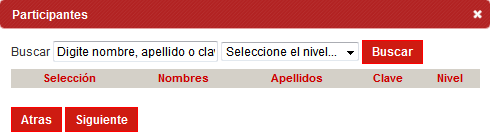 Participantes
Buscar Digite nombre, apellido o clav Seleccione el nivel... Buscar
Selección Nombres Apellidos Clave Nivel
Atras Siguiente